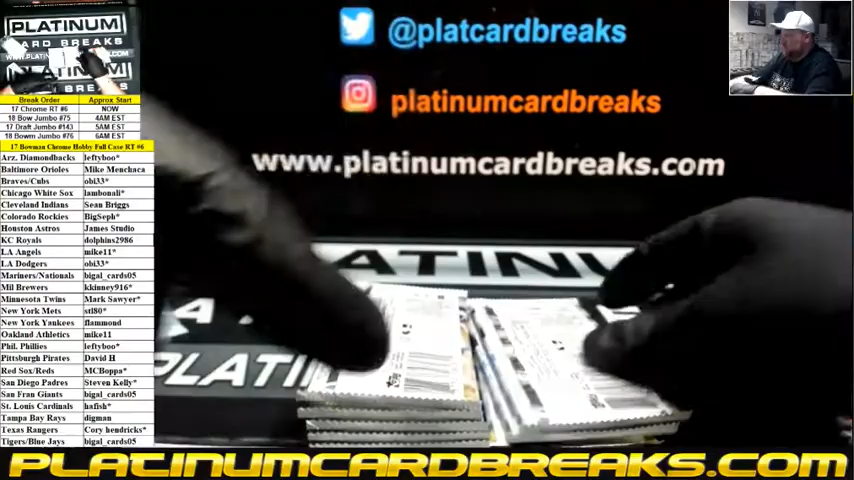 PLATINUM
CARD BREAKS
@platcardbreaks
platinumcardbreaks
www.platinumcardbreaks.com
Break Order Approx Start
17 Chrome RT #6 NOW
18 Bow Jumbo #75 4AM EST
17 Draft Jumbo #143 5AM EST
18 Bowm Jumbo #76 6AM EST
17 Bowman Chrome Hobby Full Case RT #6
Arz. Diamondbacks leftyboo*
Baltimore Orioles Mike Menchaca
Braves/Cubs obi33*
Chicago White Sox lambonali*
Cleveland Indians Sean Briggs
Colorado Rockies BigSeph*
Houston Astros James Studio
KC Royals dolphins2986
LA Angels mike11*
LA Dodgers obi33*
Mariners/Nationals bigal_cards05
Mil Brewers kkinney916*
Minnesota Twins Mark Sawyer*
New York Mets stl80*
New York Yankees flammond
Oakland Athletics mike11
Phil. Phillies leftyboo*
Pittsburgh Pirates David H
Red Sox/Reds MCBoppa*
San Diego Padres Steven Kelly*
San Fran Giants bigal_cards05
St. Louis Cardinals hafish*
Tampa Bay Rays digman
Texas Rangers Cory hendricks*
Tigers/Blue Jays bigal_cards05
ATINU
PLATINU
PLATINUMCARDBREAKS.COM